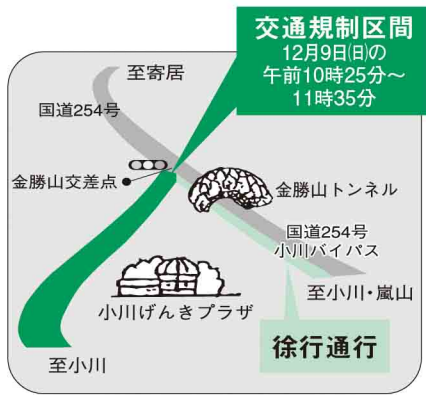 交通規制区間
12月9日(日)の
午前10時25分～
11時35分
至寄居
国道254号
金勝山交差点
金勝山トンネル
国道254号
小川バイパス
至小川・嵐山
小川げんきプラザ
徐行通行
至小川